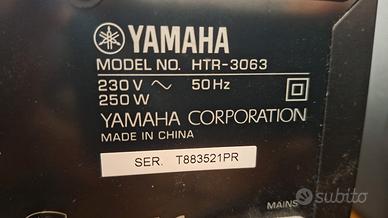 YAMAHA
MODEL NO. HTR-3063
230 V ~ 50 Hz
250 W
YAMAHA CORPORATION
MADE IN CHINA
SER. T883521PR
MAINS
subito